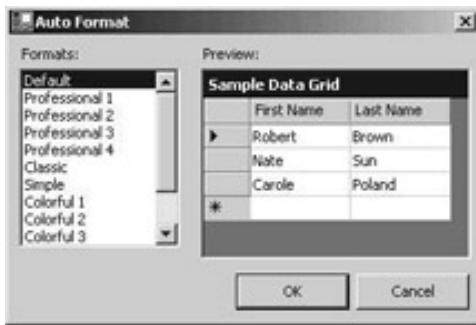 Auto Format
Formats:
Default
Professional 1
Professional 2
Professional 3
Professional 4
Classic
Simple
Colorful 1
Colorful 2
Colorful 3
Preview:
Sample Data Grid
First Name Last Name
Robert Brown
Nate Sun
Carole Poland
OK Cancel